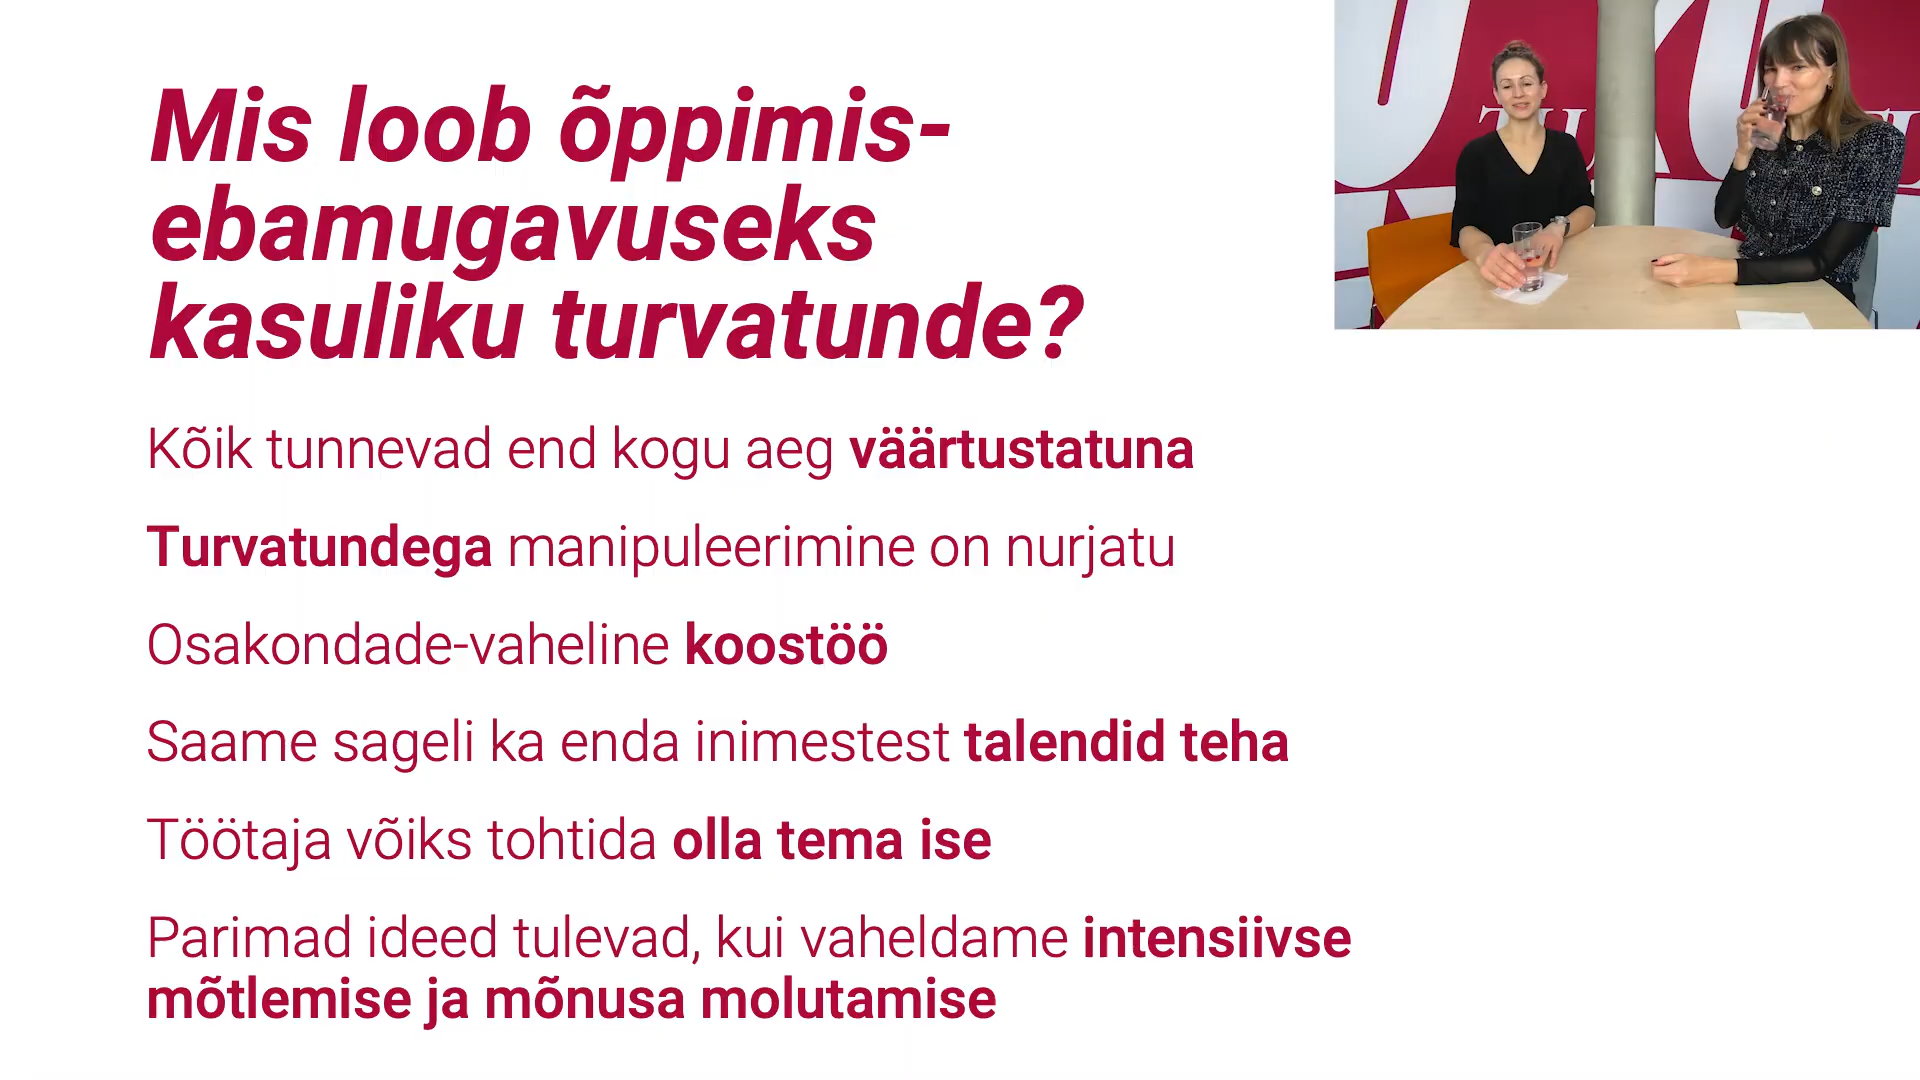 Mis loob õppimis-
ebamugavuseks
kasuliku turvatunde?
Kõik tunnevad end kogu aeg väärtustatuna
Turvatundega manipuleerimine on nurjatu
Osakondade-vaheline koostöö
Saame sageli ka enda inimestest talendid teha
Töötaja võiks tohtida olla tema ise
Parimad ideed tulevad, kui vaheldame intensiivse
mõtlemise ja mõnusa molutamise